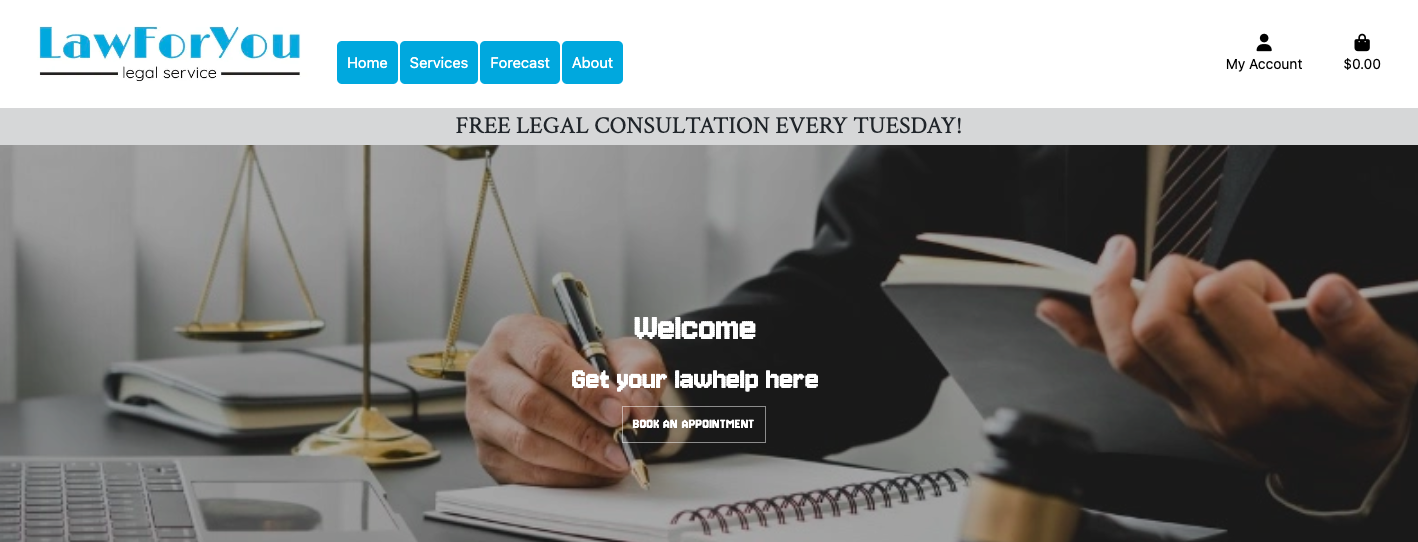 LawForYou
legal service
Home Services Forecast About
My Account $0.00
FREE LEGAL CONSULTATION EVERY TUESDAY!
Welcome
Get your lawhelp here
BOOK AN APPOINTMENT